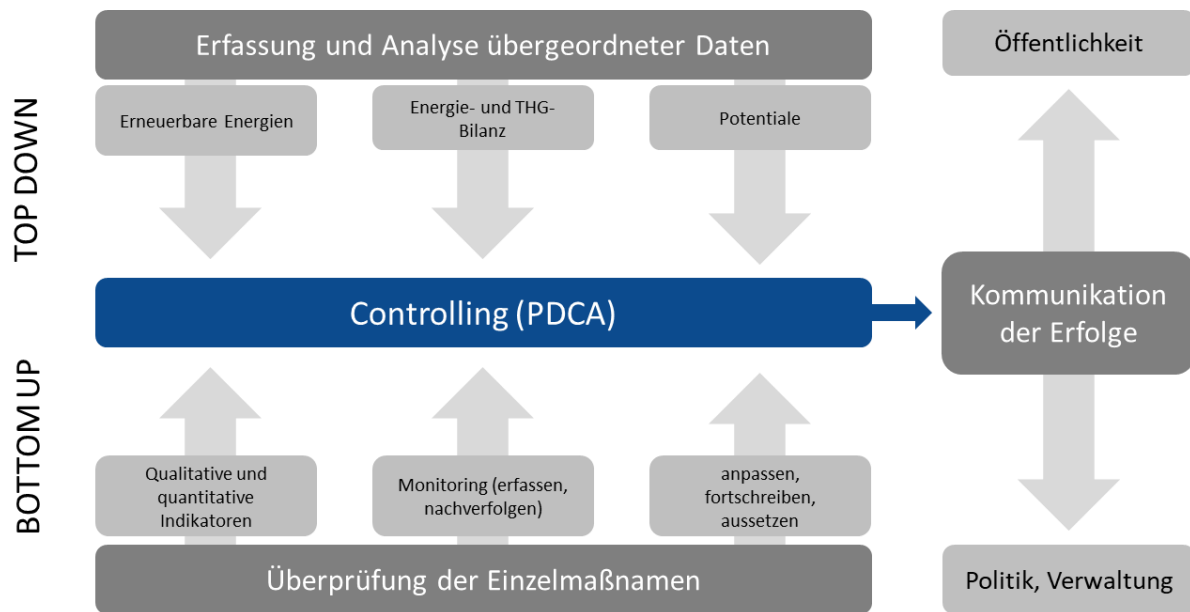 Erfassung und Analyse übergeordneter Daten
Öffentlichkeit
TOP DOWN
Erneuerbare Energien
Energie- und THG-
Bilanz
Potentiale
Controlling (PDCA)
Kommunikation
der Erfolge
BOTTOM UP
Qualitative und
quantitative
Indikatoren
Monitoring (erfassen,
nachverfolgen)
anpassen,
fortschreiben,
aussetzen
Überprüfung der Einzelmaßnamen
Politik, Verwaltung